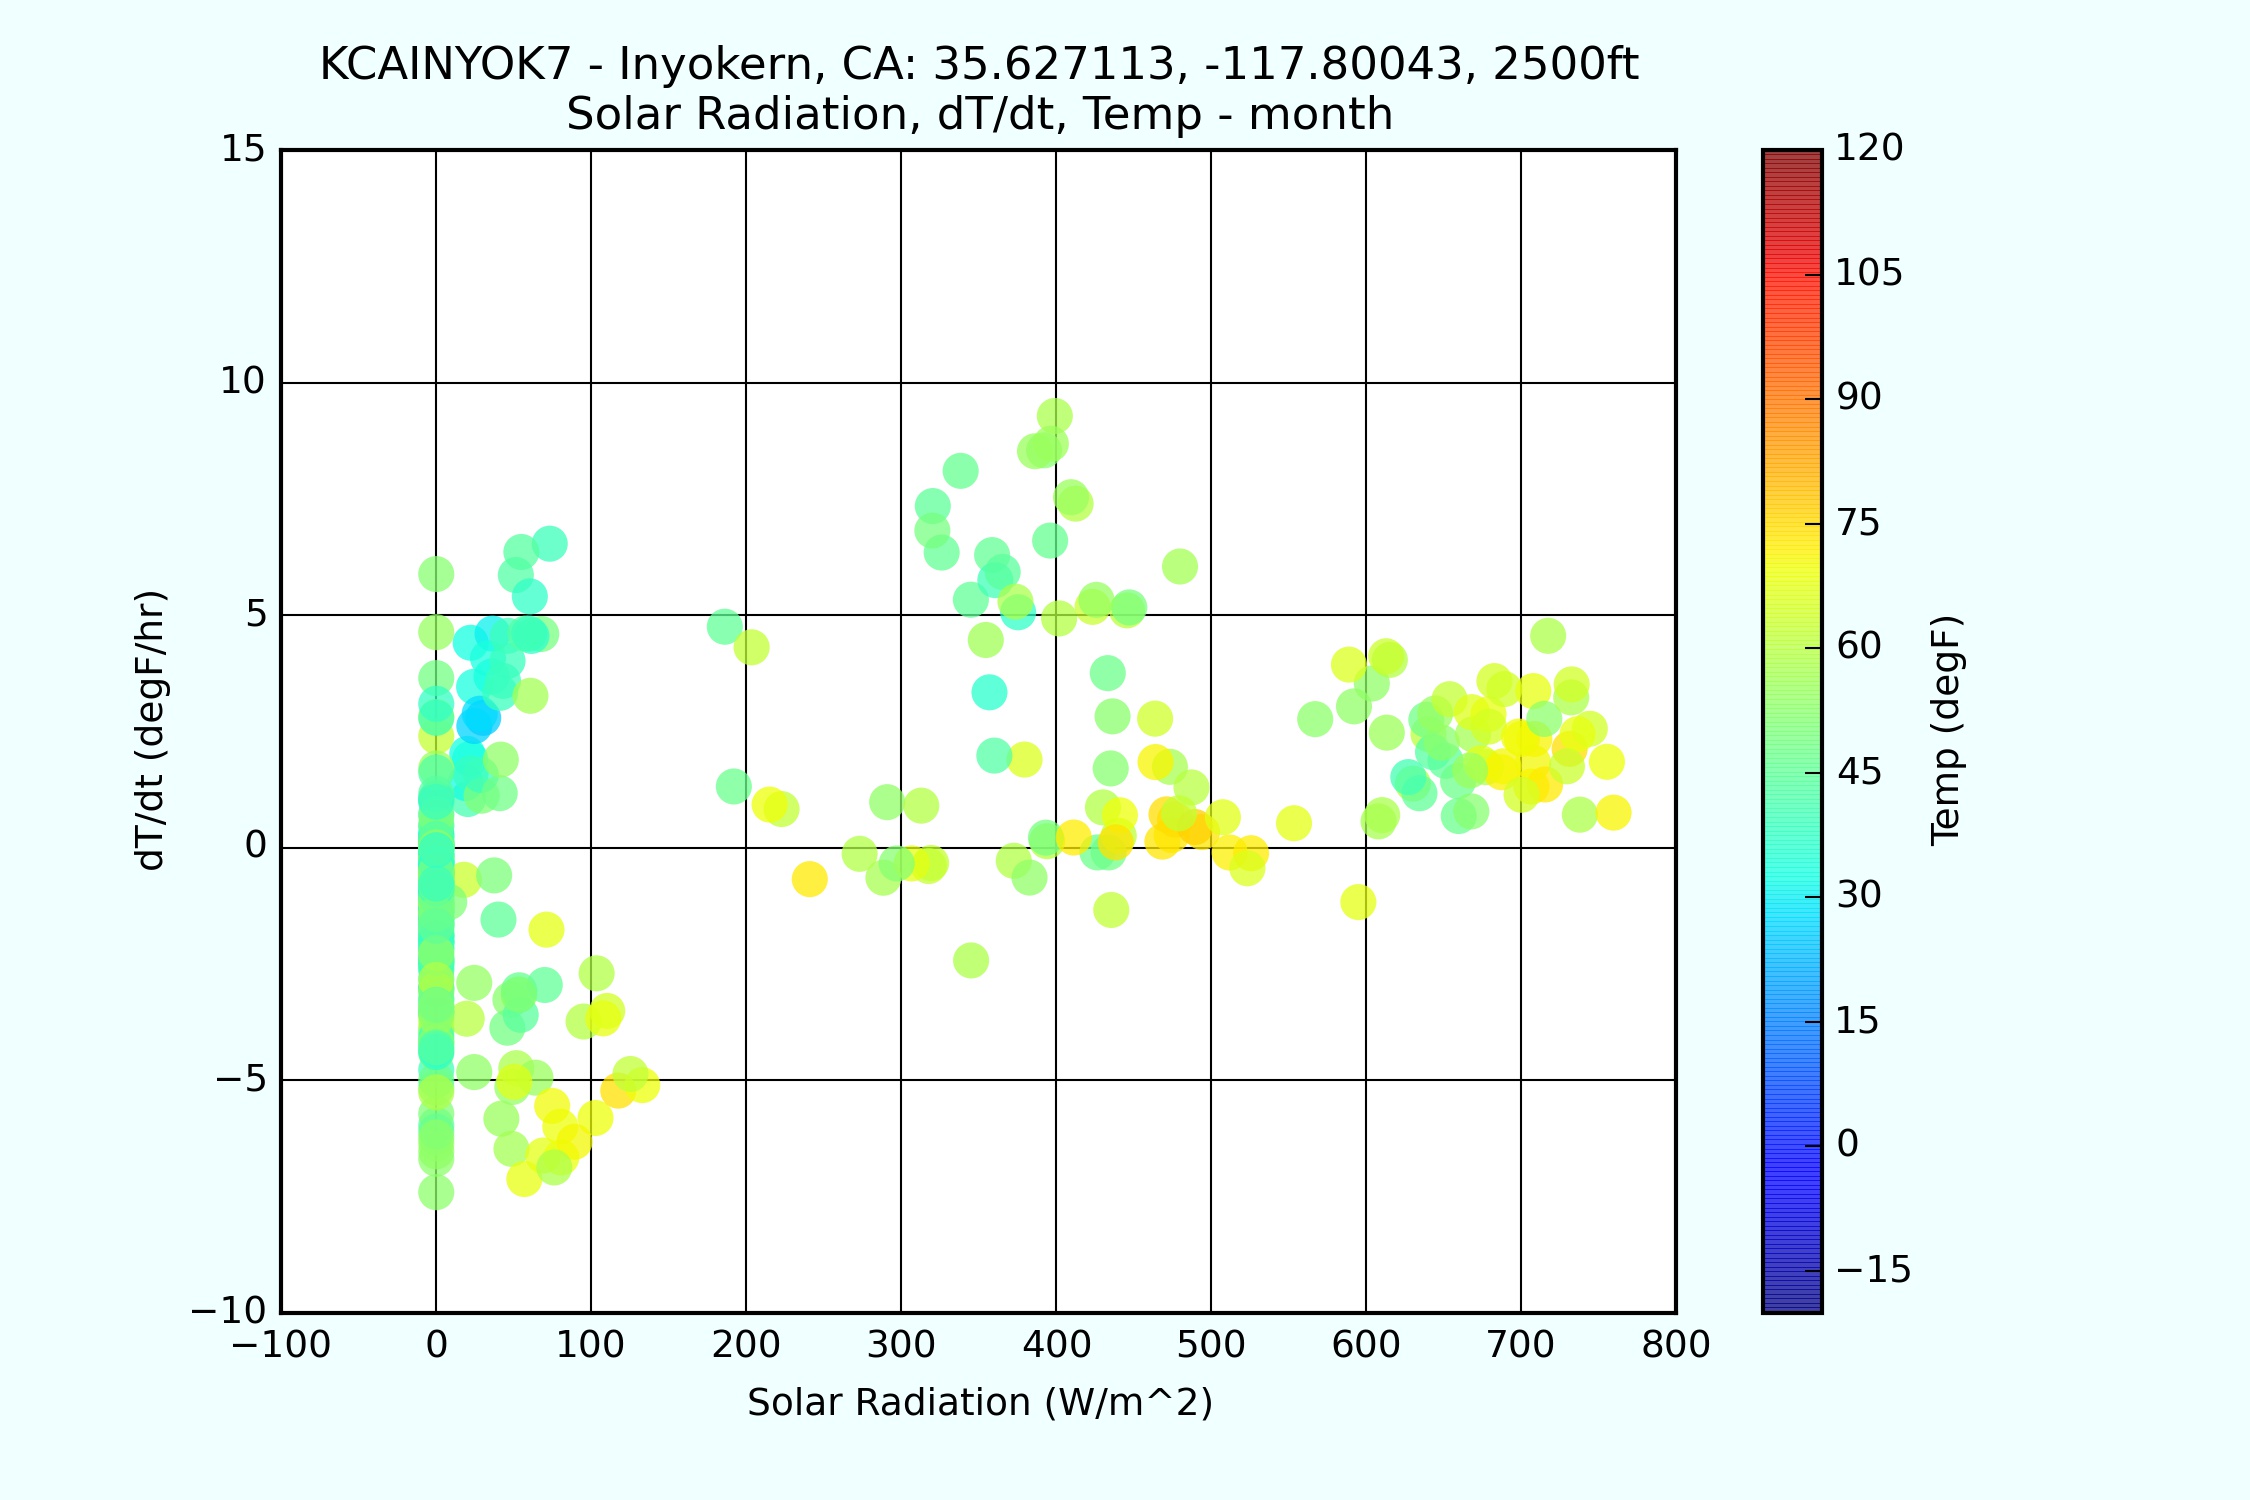 KCAINYOK7 - Inyokern, CA: 35.627113, -117.80043, 2500ft
Solar Radiation, dT/dt, Temp - month
15
10
5
0
−5
−10
dT/dt (degF/hr)
−100 0 100 200 300 400 500 600 700 800
Solar Radiation (W/m^2)
120
105
90
75
60
45
30
15
0
−15
Temp (degF)